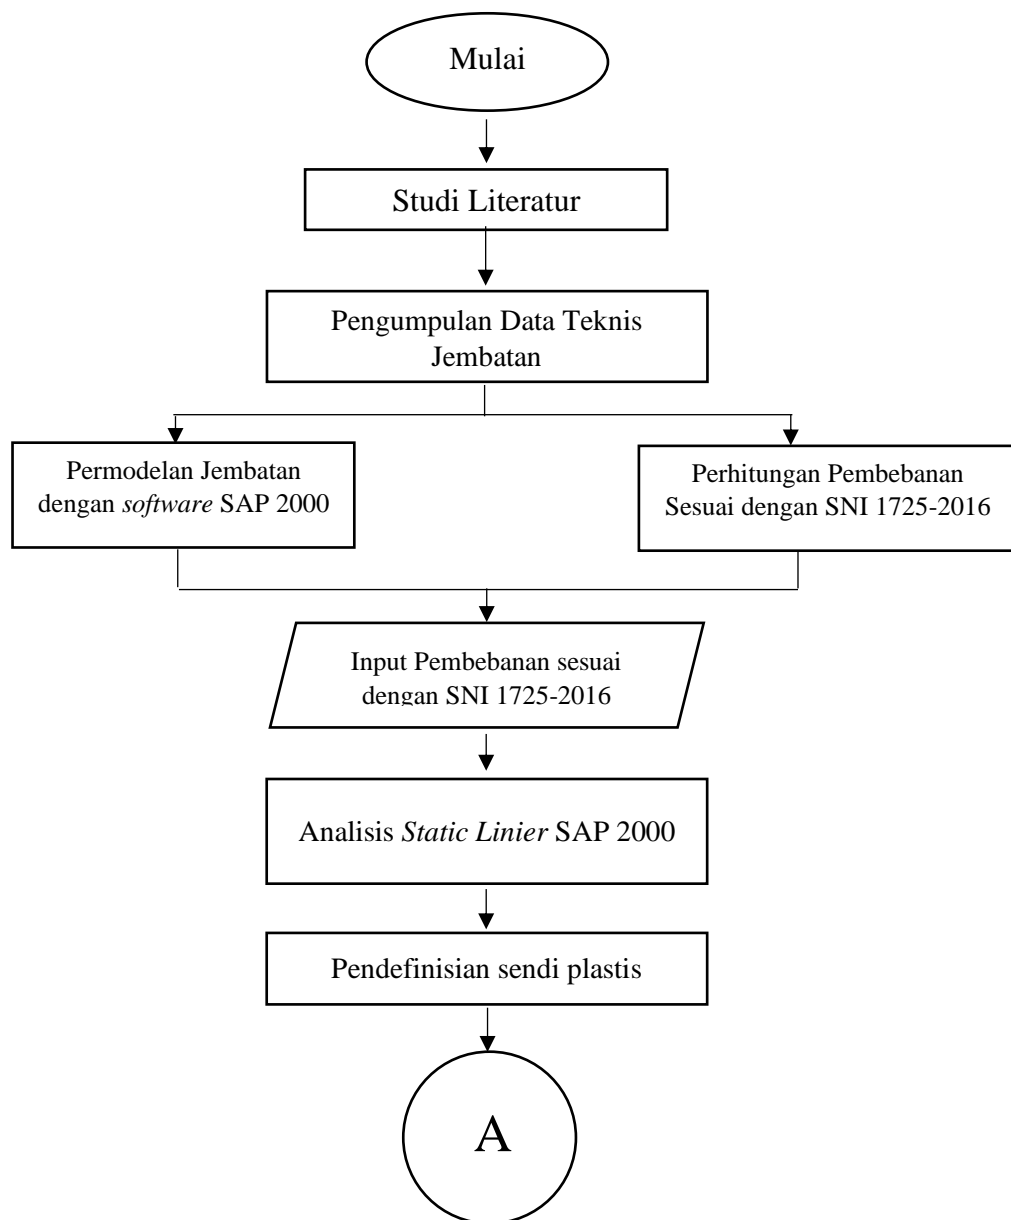 Mulai
Studi Literatur
Pengumpulan Data Teknis
Jembatan
Permodelan Jembatan
dengan software SAP 2000
Perhitungan Pembebanan
Sesuai dengan SNI 1725-2016
Input Pembebanan sesuai
dengan SNI 1725-2016
Analisis Static Linier SAP 2000
Pendefinisian sendi plastis
A